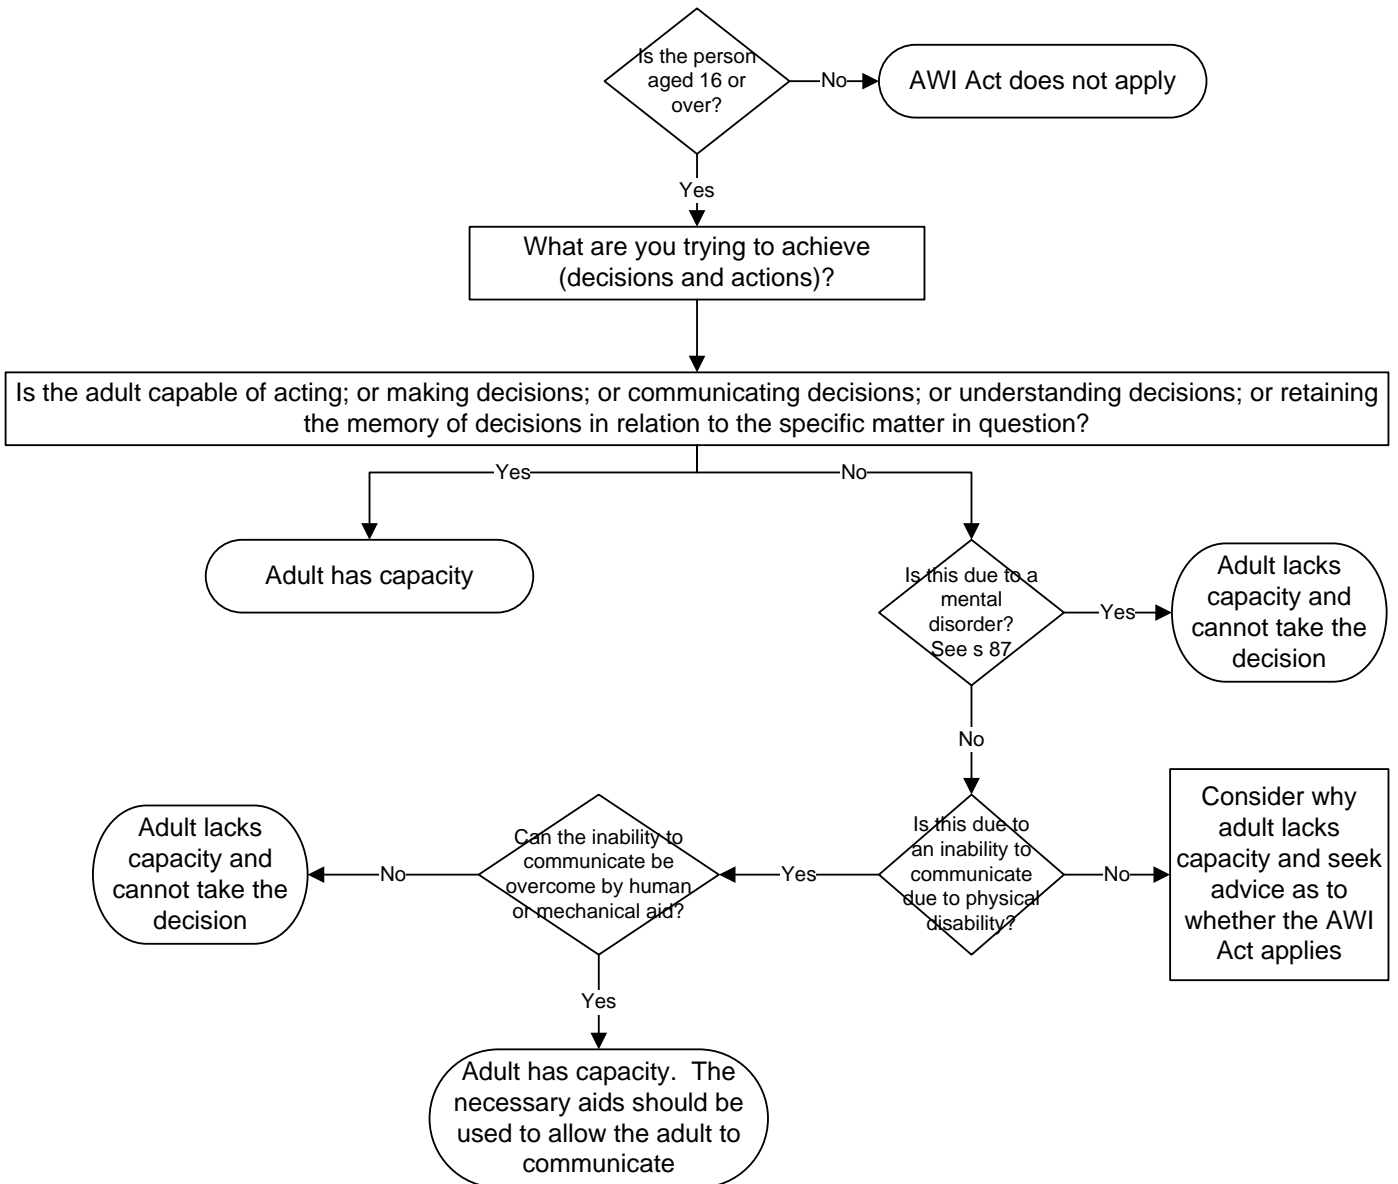 Is the person
aged 16 or
over?
No
AWI Act does not apply
Yes
What are you trying to achieve
(decisions and actions)?
Is the adult capable of acting; or making decisions; or communicating decisions; or understanding decisions; or retaining
the memory of decisions in relation to the specific matter in question?
Yes
No
Adult has capacity
Is this due to a
mental
disorder?
See s 87
Yes
Adult lacks
capacity and
cannot take the
decision
No
Adult lacks
capacity and
cannot take the
decision
No
Can the inability to
communicate be
overcome by human
or mechanical aid?
Yes
Is this due to
an inability to
communicate
due to physical
disability?
No
Consider why
adult lacks
capacity and seek
advice as to
whether the AWI
Act applies
Yes
Adult has capacity.  The
necessary aids should be
used to allow the adult to
communicate